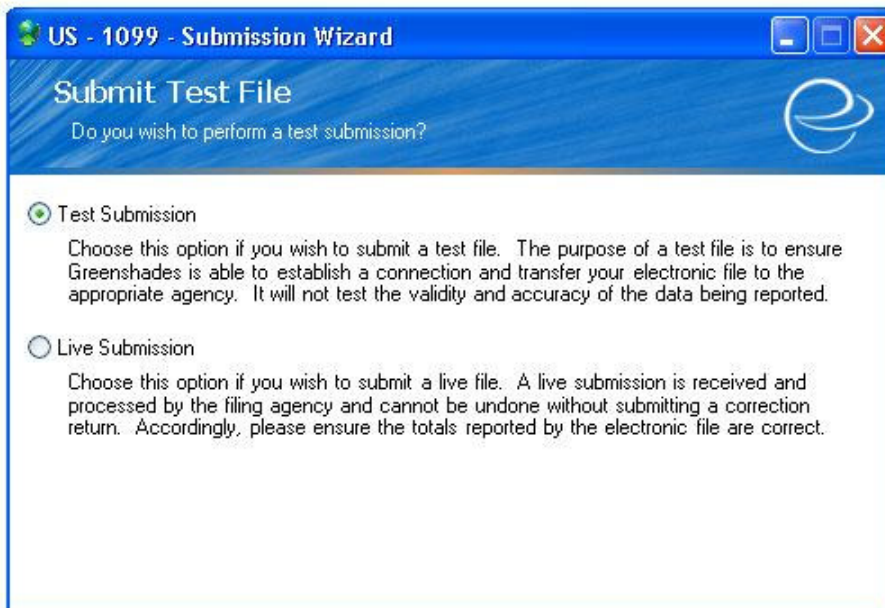 US - 1099 - Submission Wizard
Submit Test File
Do you wish to perform a test submission?
Test Submission
Choose this option if you wish to submit a test file. The purpose of a test file is to ensure
Greenshades is able to establish a connection and transfer your electronic file to the
appropriate agency. It will not test the validity and accuracy of the data being reported.
Live Submission
Choose this option if you wish to submit a live file. A live submission is received and
processed by the filing agency and cannot be undone without submitting a correction
return. Accordingly, please ensure the totals reported by the electronic file are correct.